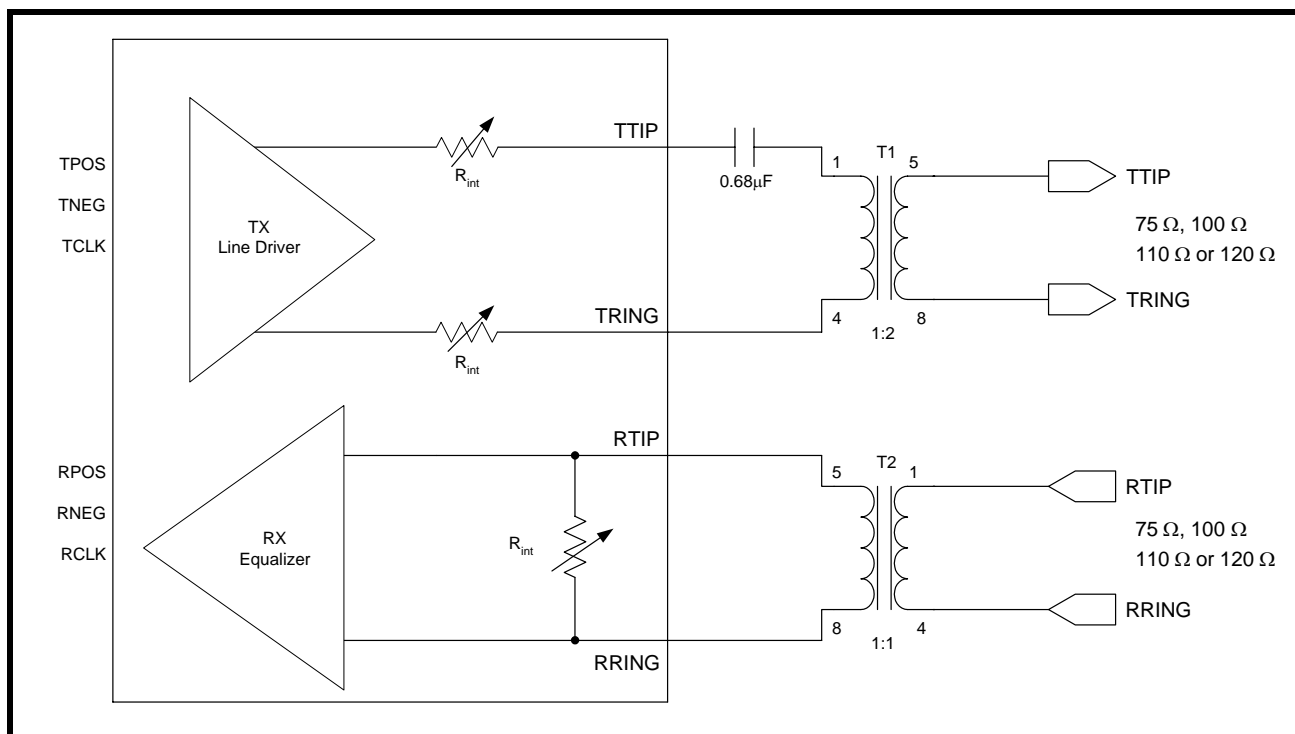 TPOS
TNEG
TCLK
TX
Line Driver
R_int
R_int
TTIP
TRING
0.68μF
1
T1
5
4
1:2
8
TTIP
75 Ω, 100 Ω
110 Ω or 120 Ω
TRING
RPOS
RNEG
RCLK
RX
Equalizer
R_int
RTIP
RRING
5
T2
1
8
1:1
4
RTIP
75 Ω, 100 Ω
110 Ω or 120 Ω
RRING